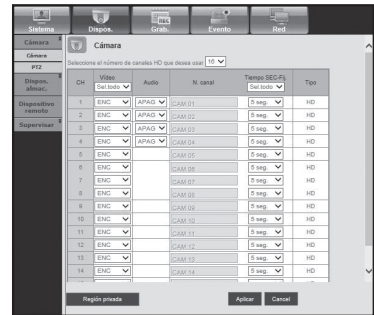 Sistema Dispos. Grab. Evento Red
REC
Cámara
Cámara
PTZ
Dispos. almac.
Dispositivo remoto
Supervisar
Cámara
Seleccione el número de canales HD que desea usar 16
CH Vídeo Audio N. canal Tiempo SEC-Fij. Tipo
Sel.todo Sel.todo
1 ENC APAG CAM 01 5 seg. HD
2 ENC APAG CAM 02 5 seg. HD
3 ENC APAG CAM 03 5 seg. HD
4 ENC APAG CAM 04 5 seg. HD
5 ENC CAM 05 5 seg. HD
6 ENC CAM 06 5 seg. HD
7 ENC CAM 07 5 seg. HD
8 ENC CAM 08 5 seg. HD
9 ENC CAM 09 5 seg. HD
10 ENC CAM 10 5 seg. HD
11 ENC CAM 11 5 seg. HD
12 ENC CAM 12 5 seg. HD
13 ENC CAM 13 5 seg. HD
14 ENC CAM 14 5 seg. HD
Región privada Aplicar Cancel